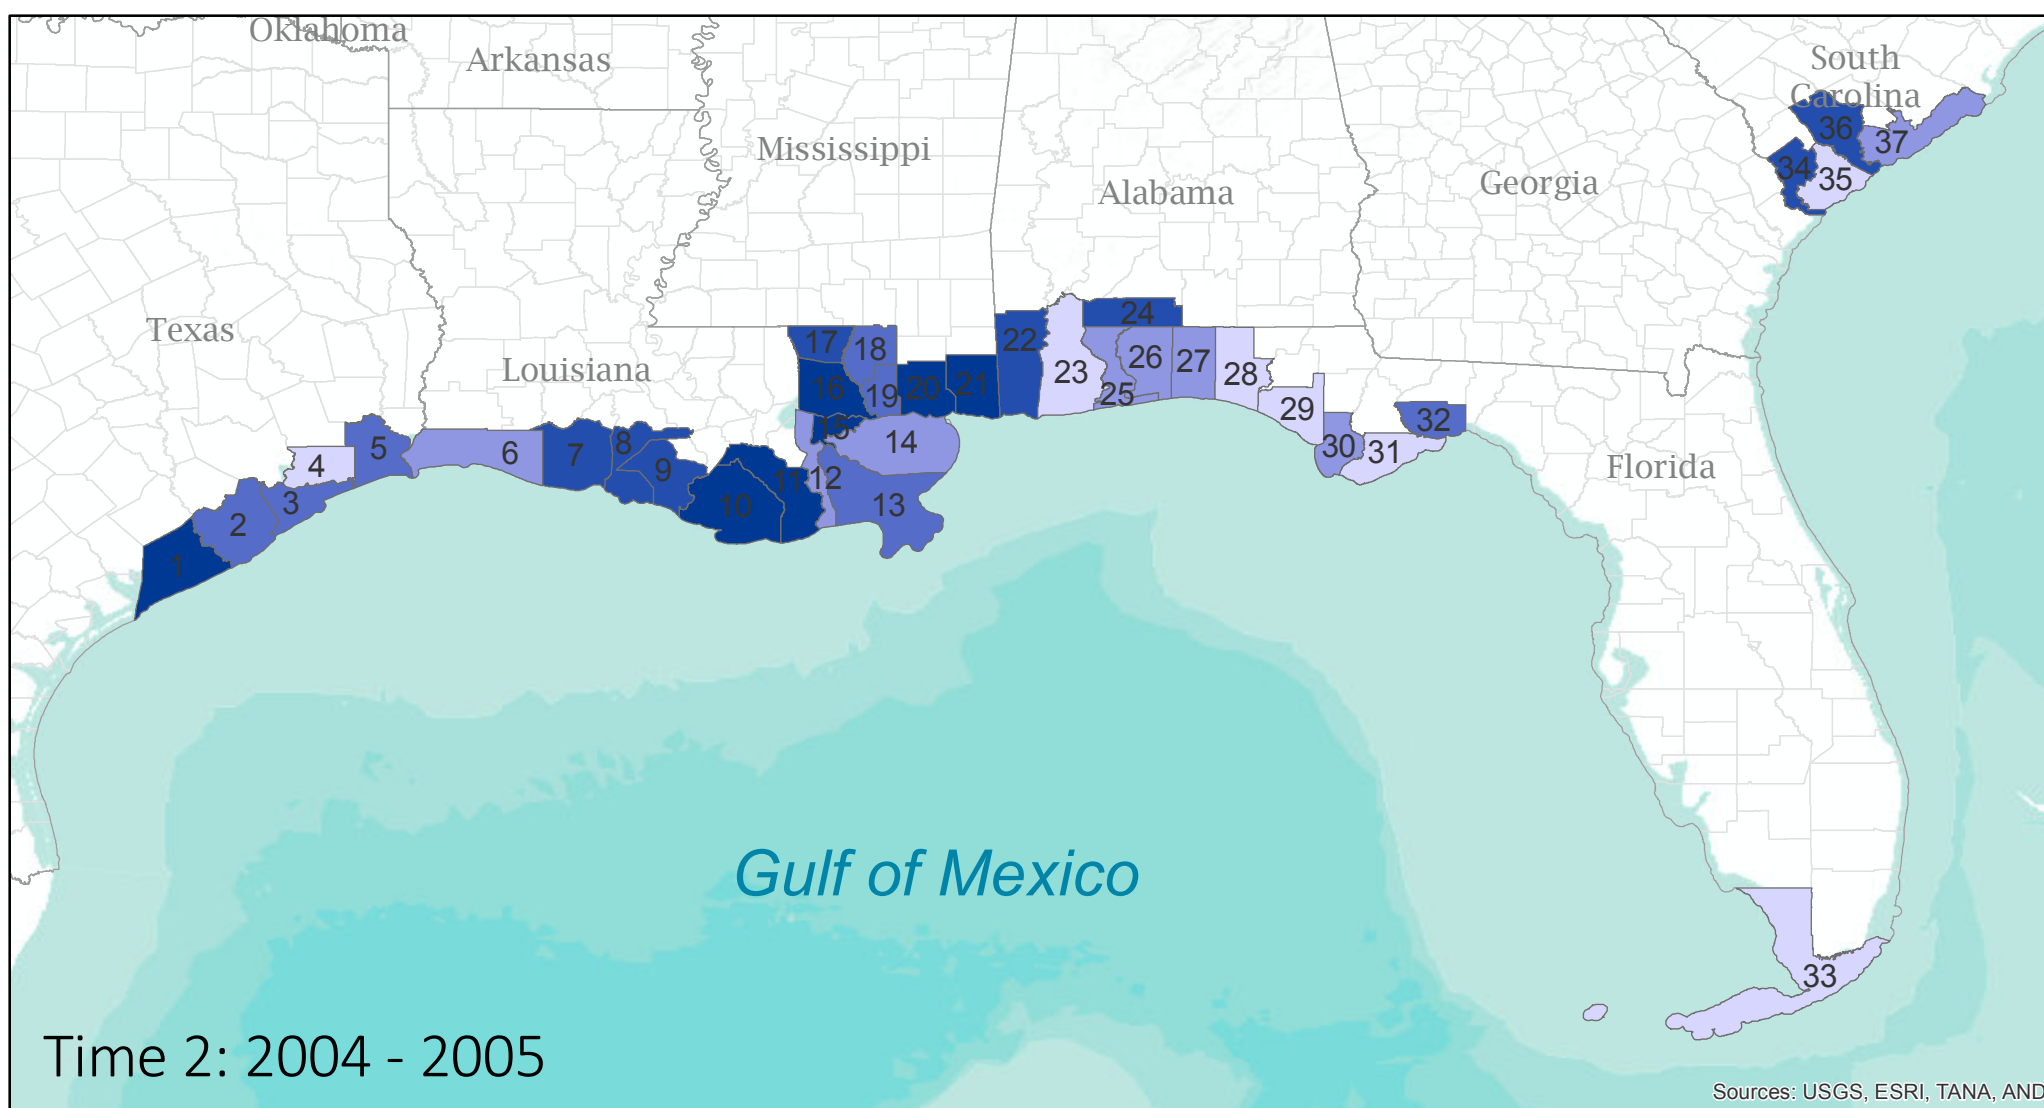 Oklahoma
Arkansas
South
Carolina
Mississippi
Alabama
Georgia
Texas
Louisiana
Florida
36
37
34
35
24
22
17
18
26
27
23
28
25
16
19
20
21
15
29
32
14
30
31
4
5
6
7
8
9
12
11
10
13
3
2
1
33
Gulf of Mexico
Time 2: 2004 - 2005
Sources: USGS, ESRI, TANA, AND